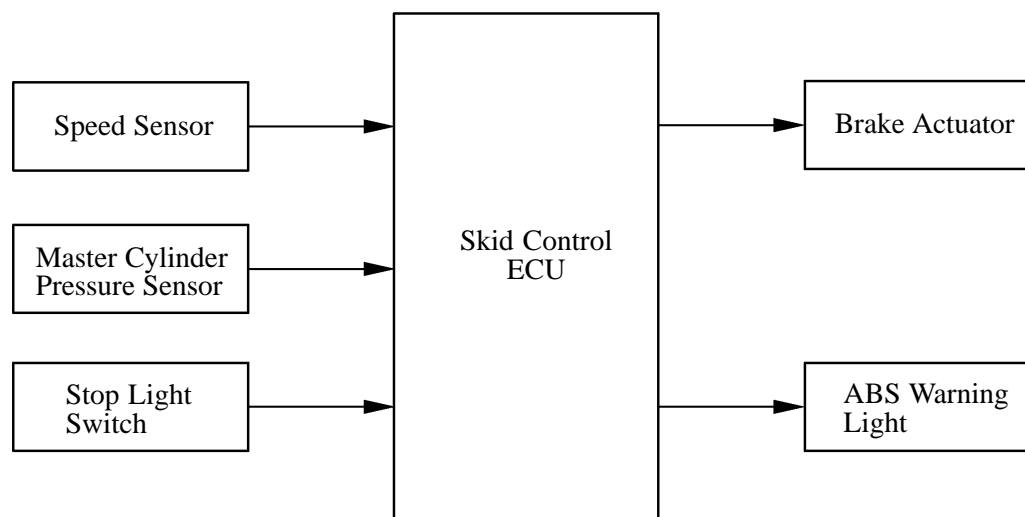 Speed Sensor
Master Cylinder
Pressure Sensor
Stop Light
Switch
Skid Control
ECU
Brake Actuator
ABS Warning
Light